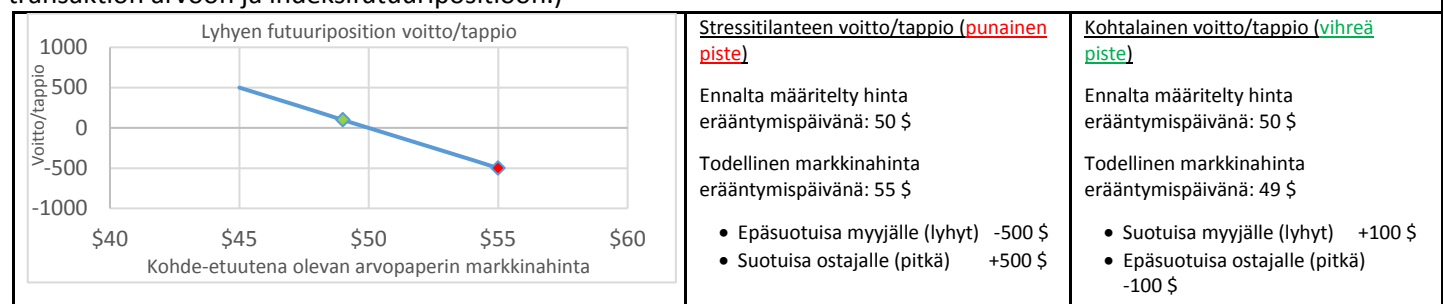 transaktion arvoon ja indeksifutuuripositioon.)
Lyhyen futuuriposition voitto/tappio
1000
500
0
-500
-1000
Voitto/tappio
$40 $45 $50 $55 $60
Kohde-etuutena olevan arvopaperin markkinahinta
Stressitilanteen voitto/tappio (punainen
piste)
Ennalta määritelty hinta
erääntymispäivänä: 50 $
Todellinen markkinahinta
erääntymispäivänä: 55 $
• Epäsuotuisa myyjälle (lyhyt) -500 $
• Suotuisa ostajalle (pitkä) +500 $
Kohtalainen voitto/tappio (vihreä
piste)
Ennalta määritelty hinta
erääntymispäivänä: 50 $
Todellinen markkinahinta
erääntymispäivänä: 49 $
• Suotuisa myyjälle (lyhyt) +100 $
• Epäsuotuisa ostajalle (pitkä)
-100 $